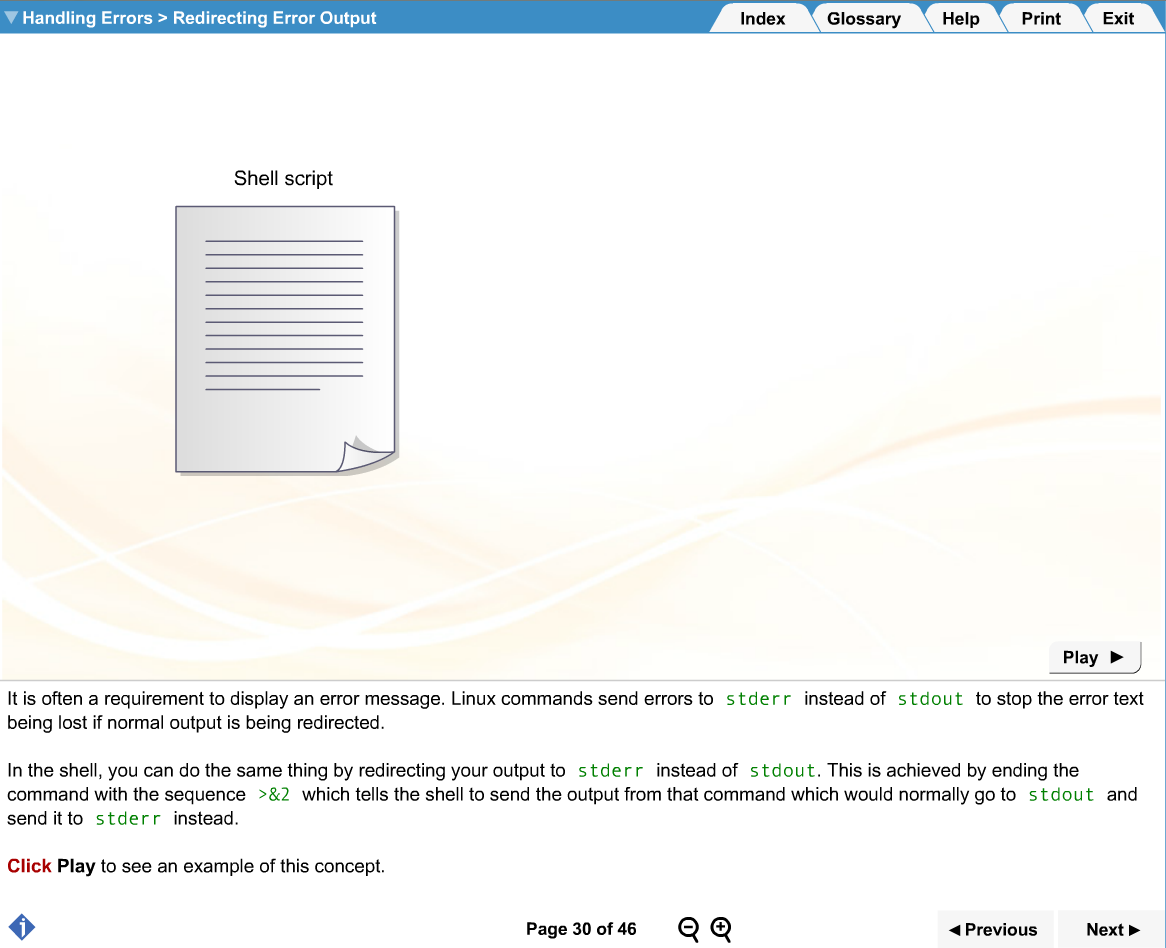 Handling Errors > Redirecting Error Output
Index Glossary Help Print Exit
Shell script
Play
It is often a requirement to display an error message. Linux commands send errors to stderr instead of stdout to stop the error text
being lost if normal output is being redirected.
In the shell, you can do the same thing by redirecting your output to stderr instead of stdout. This is achieved by ending the
command with the sequence >&2 which tells the shell to send the output from that command which would normally go to stdout and
send it to stderr instead.
Click Play to see an example of this concept.
Page 30 of 46
Previous
Next